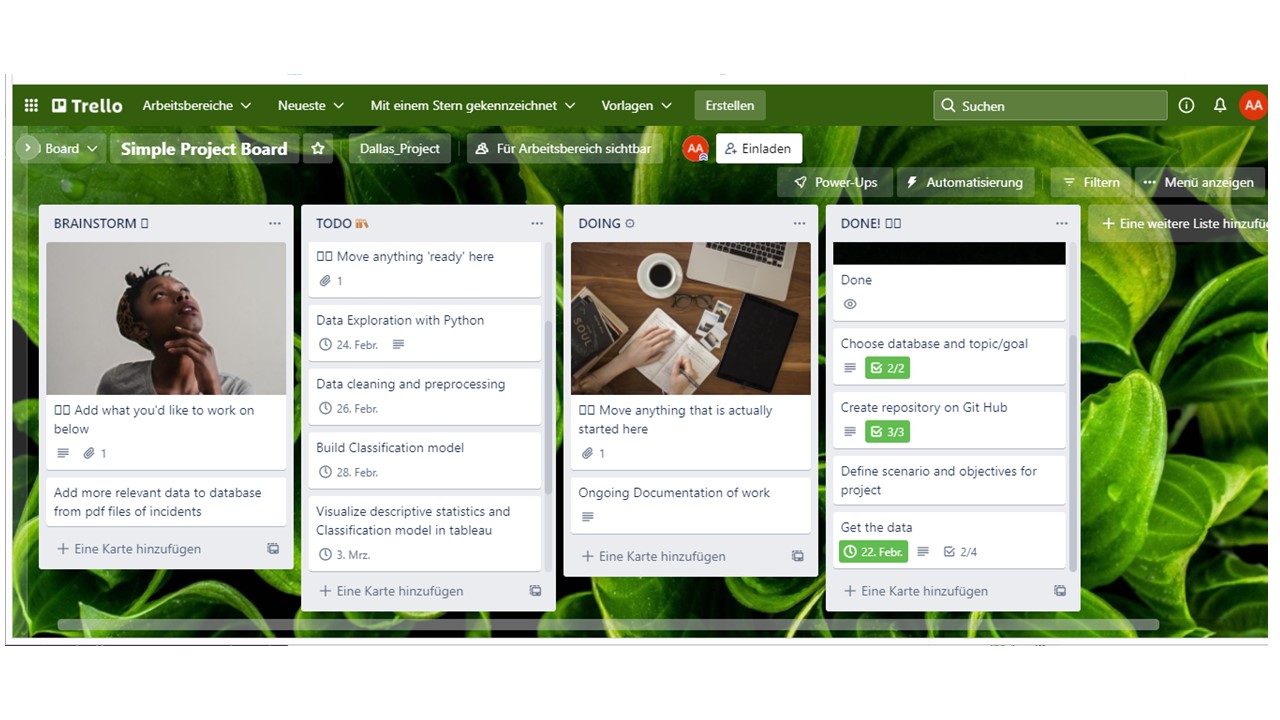 Trello
Arbeitsbereiche
Neueste
Mit einem Stern gekennzeichnet
Vorlagen
Erstellen
Suchen
AA
Board
Simple Project Board
Dallas_Project
Für Arbeitsbereich sichtbar
AA
Einladen
Power-Ups
Automatisierung
Filtern
Menü anzeigen
BRAINSTORM
Add what you'd like to work on
below
1
Add more relevant data to database
from pdf files of incidents
+ Eine Karte hinzufügen
TODO
Move anything 'ready' here
1
Data Exploration with Python
24. Febr.
Data cleaning and preprocessing
26. Febr.
Build Classification model
28. Febr.
Visualize descriptive statistics and
Classification model in tableau
3. Mrz.
+ Eine Karte hinzufügen
DOING
SOUL
Move anything that is actually
started here
1
Ongoing Documentation of work
+ Eine Karte hinzufügen
DONE!
Done
Choose database and topic/goal
2/2
Create repository on Git Hub
3/3
Define scenario and objectives for
project
Get the data
22. Febr.
2/4
+ Eine Karte hinzufügen
+ Eine weitere Liste hinzufüg